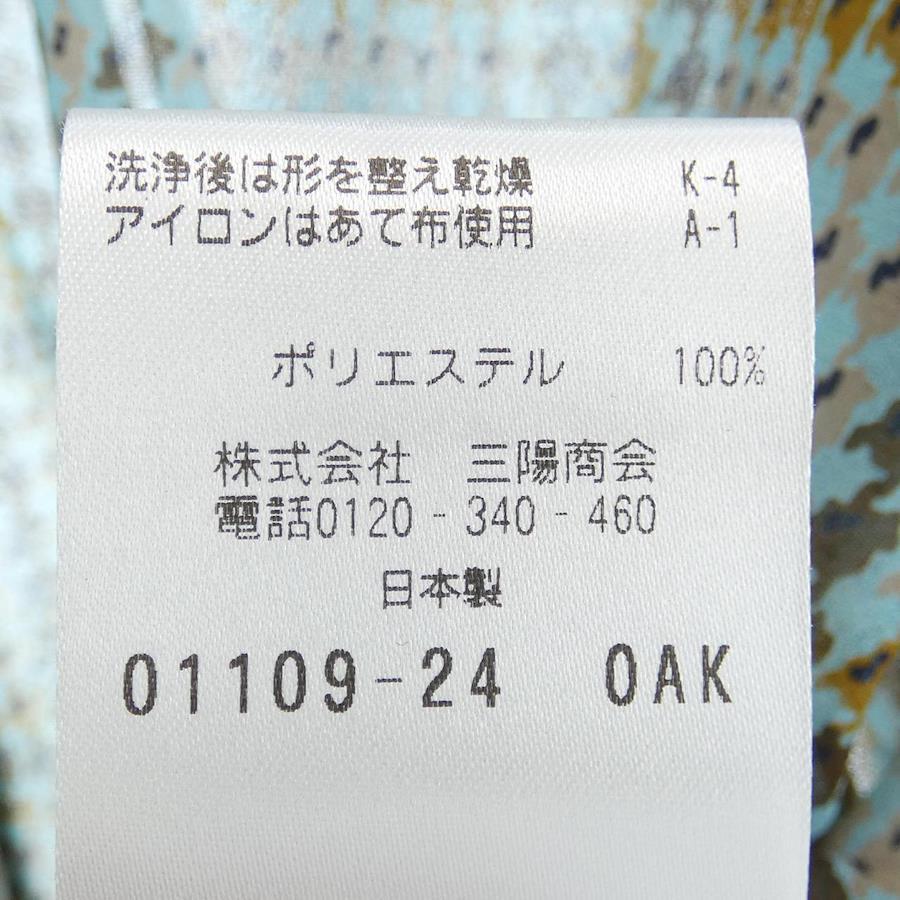 洗浄後は形を整え乾燥 K-4
アイロンはあて布使用 A-1
ポリエステル 100%
株式会社 三陽商会
電話0120-340-460
日本製
01109-24 OAK